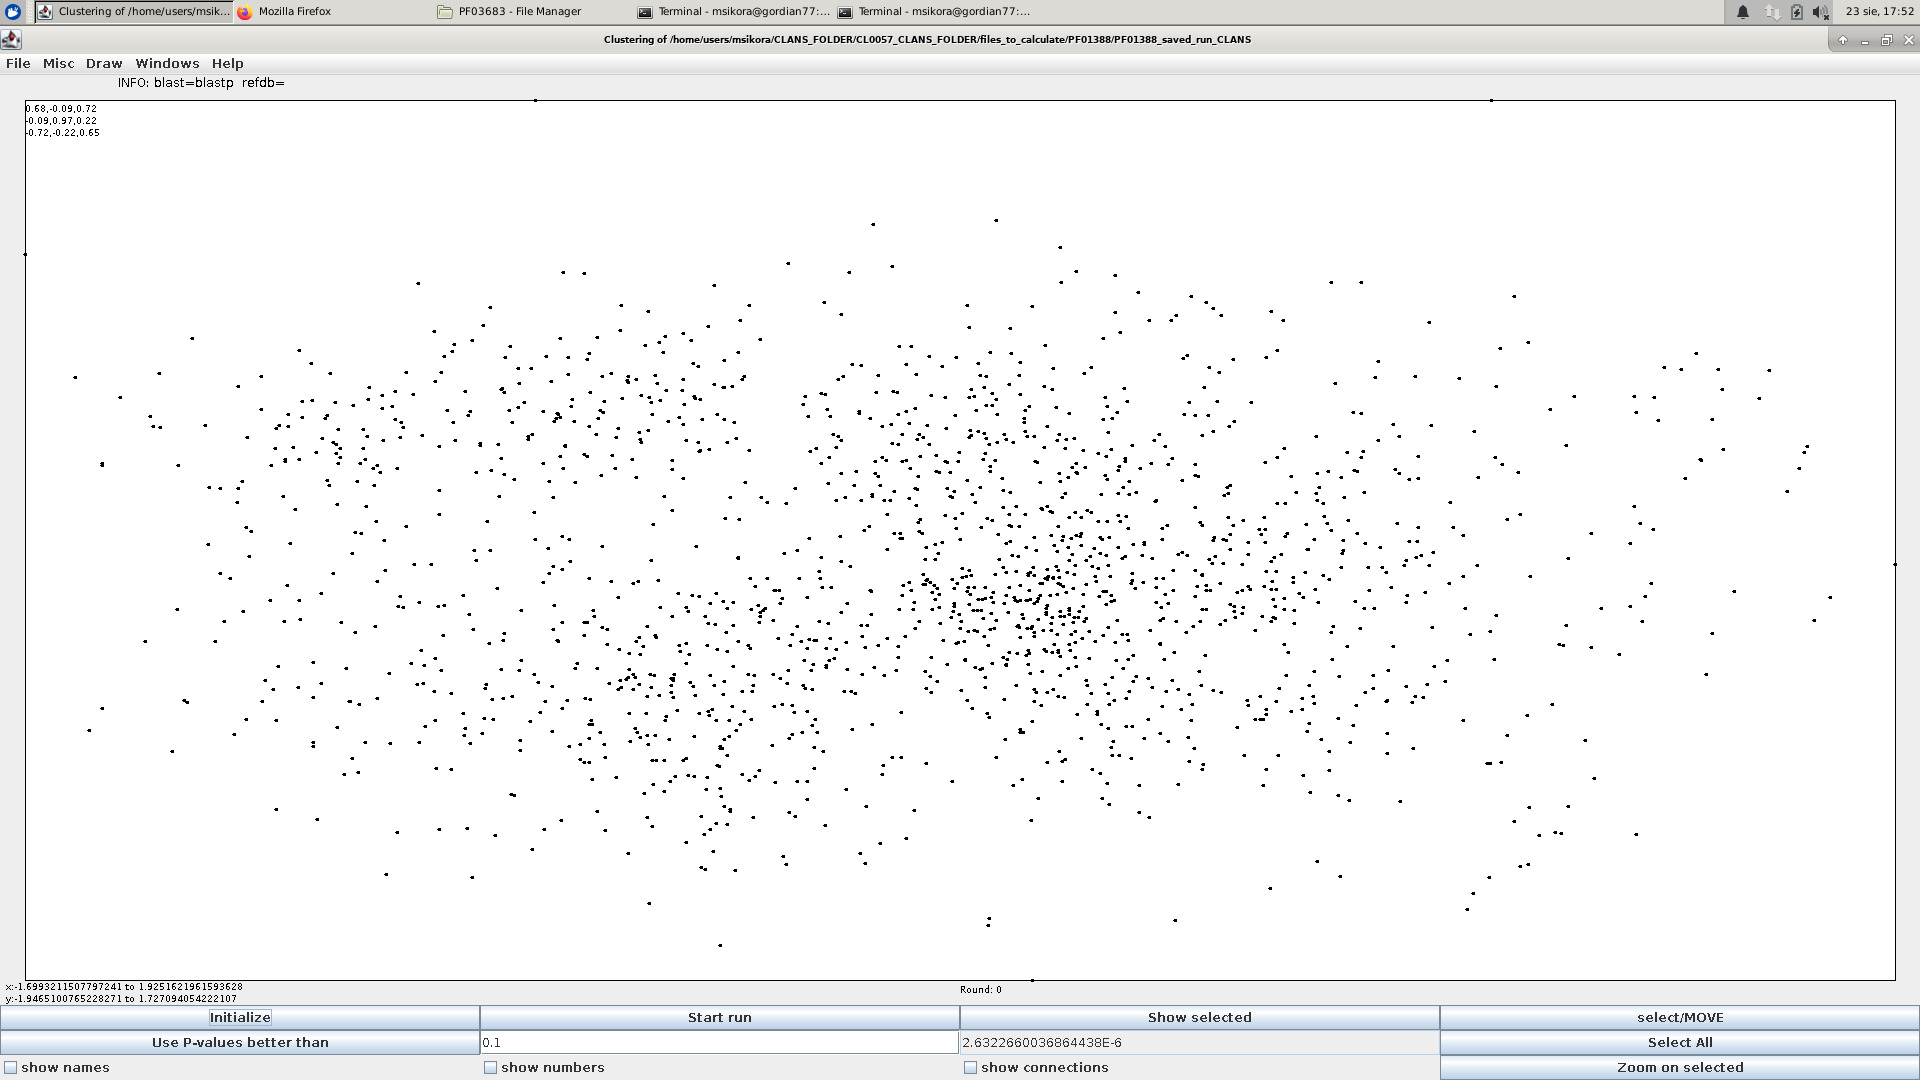 Clustering of /home/users/msik...
Mozilla Firefox
PF03683 - File Manager
Terminal - msikora@gordian77:...
Terminal - msikora@gordian77:...
23 sie, 17:52
Clustering of /home/users/msikora/CLANS_FOLDER/CL0057_CLANS_FOLDER/files_to_calculate/PF01388/PF01388_saved_run_CLANS
File Misc Draw Windows Help
INFO: blast=blastp refdb=
0.68,-0.09,0.72
-0.09,0.97,0.22
-0.72,-0.22,0.65
x:-1.6993211507797241 to 1.9251621961593628
y:-1.9465100765228271 to 1.727094054222107
Round: 0
Initialize
Start run
Show selected
select/MOVE
Use P-values better than
0.1
2.6322660036864438E-6
Select All
show names
show numbers
show connections
Zoom on selected